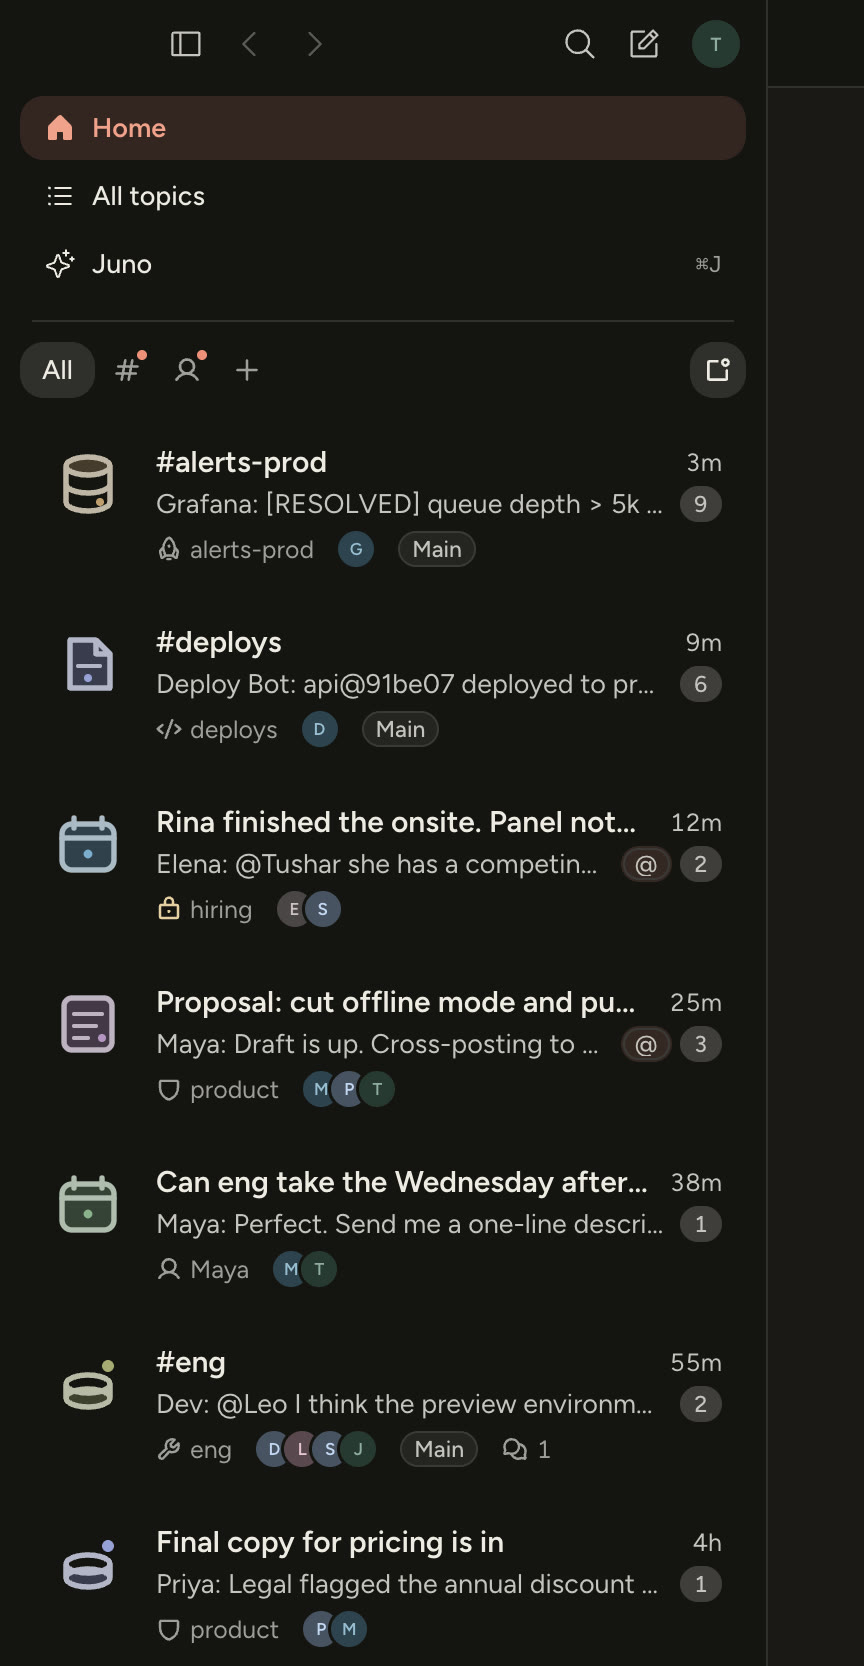 T
Home
All topics
Juno ⌘J
All
#alerts-prod 3m
Grafana: [RESOLVED] queue depth > 5k ... 9
alerts-prod G Main
#deploys 9m
Deploy Bot: api@91be07 deployed to pr... 6
deploys D Main
Rina finished the onsite. Panel not... 12m
Elena: @Tushar she has a competin... @ 2
hiring E S
Proposal: cut offline mode and pu... 25m
Maya: Draft is up. Cross-posting to ... @ 3
product M P T
Can eng take the Wednesday after... 38m
Maya: Perfect. Send me a one-line descri... 1
Maya M T
#eng 55m
Dev: @Leo I think the preview environm... 2
eng D L S J Main 1
Final copy for pricing is in 4h
Priya: Legal flagged the annual discount ... 1
product P M